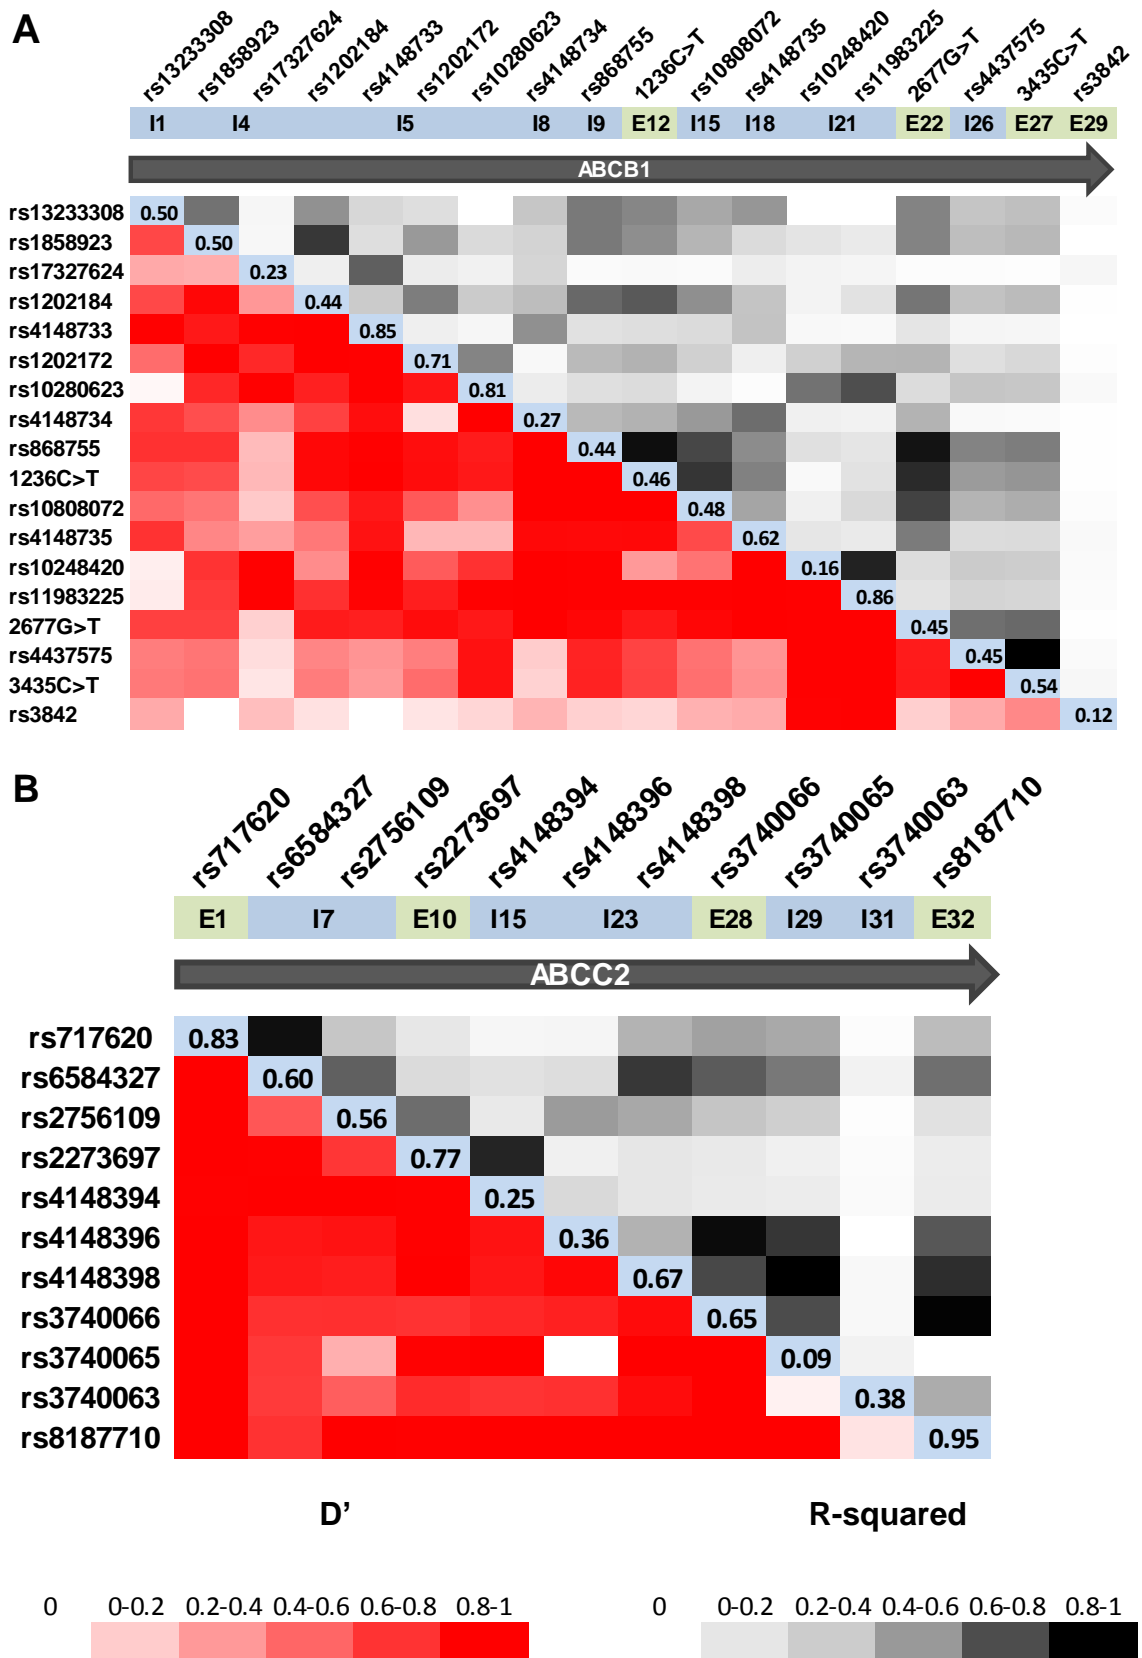 A
rs13233308 rs1858923 rs17327624 rs1202184 rs4148733 rs1202172 rs10280623 rs4148734 rs868755 1236C>T rs10808072 rs4148735 rs10248420 rs11983225 2677G>T rs4437575 3435C>T rs3842
I1 I4 I5 I8 I9 E12 I15 I18 I21 E22 I26 E27 E29
ABCB1
rs13233308 0.50
rs1858923 0.50
rs17327624 0.23
rs1202184 0.44
rs4148733 0.85
rs1202172 0.71
rs10280623 0.81
rs4148734 0.27
rs868755 0.44
1236C>T 0.46
rs10808072 0.48
rs4148735 0.62
rs10248420 0.16
rs11983225 0.86
2677G>T 0.45
rs4437575 0.45
3435C>T 0.54
rs3842 0.12
B
rs717620 rs6584327 rs2756109 rs2273697 rs4148394 rs4148396 rs4148398 rs3740066 rs3740065 rs3740063 rs8187710
E1 I7 E10 I15 I23 E28 I29 I31 E32
ABCC2
rs717620 0.83
rs6584327 0.60
rs2756109 0.56
rs2273697 0.77
rs4148394 0.25
rs4148396 0.36
rs4148398 0.67
rs3740066 0.65
rs3740065 0.09
rs3740063 0.38
rs8187710 0.95
D’ R-squared
0 0-0.2 0.2-0.4 0.4-0.6 0.6-0.8 0.8-1 0 0-0.2 0.2-0.4 0.4-0.6 0.6-0.8 0.8-1